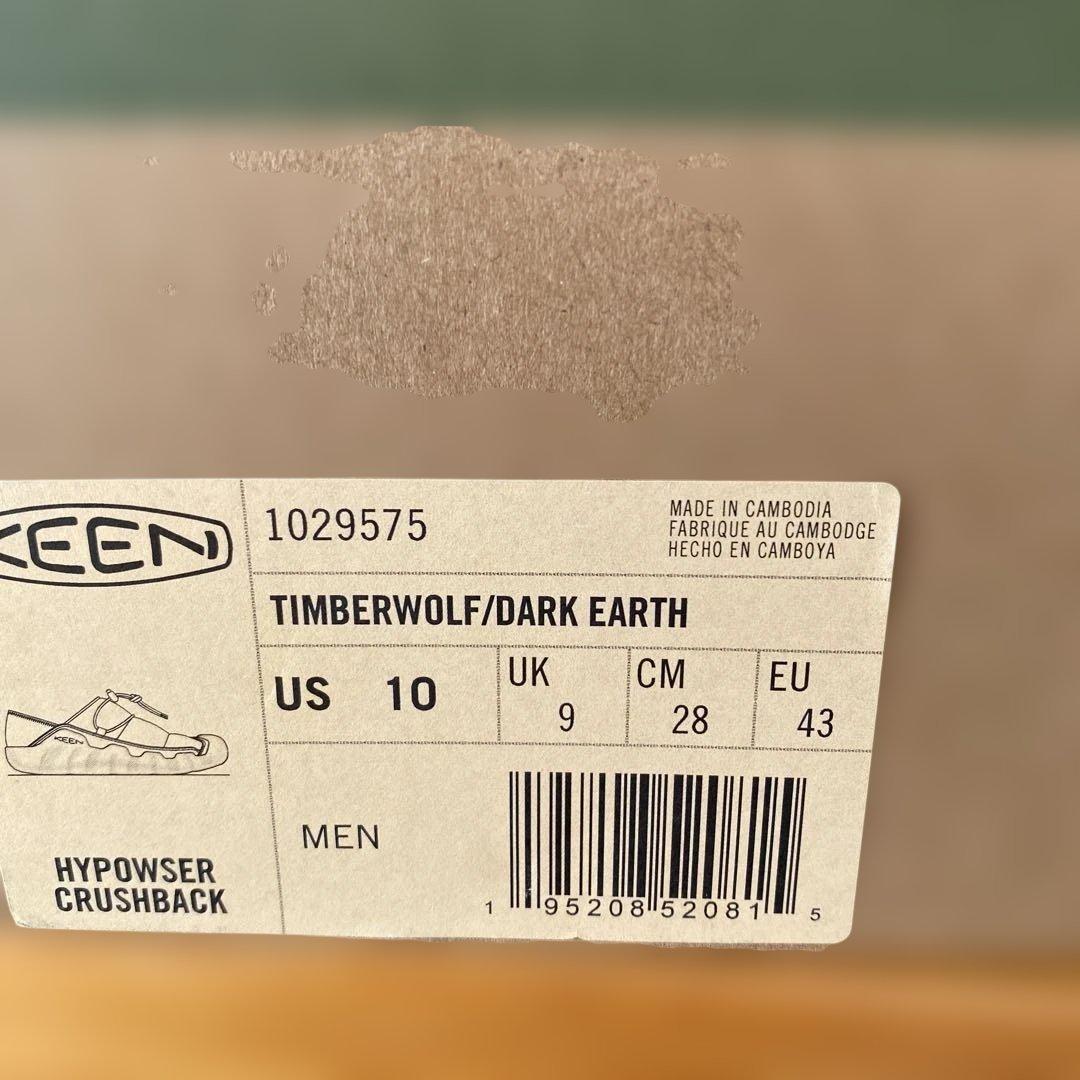 KEEN
1029575
MADE IN CAMBODIA
FABRIQUE AU CAMBODGE
HECHO EN CAMBOYA
TIMBERWOLF/DARK EARTH
US 10
UK 9
CM 28
EU 43
KEEN
MEN
HYPOWSER
CRUSHBACK
1 95208 52081 5